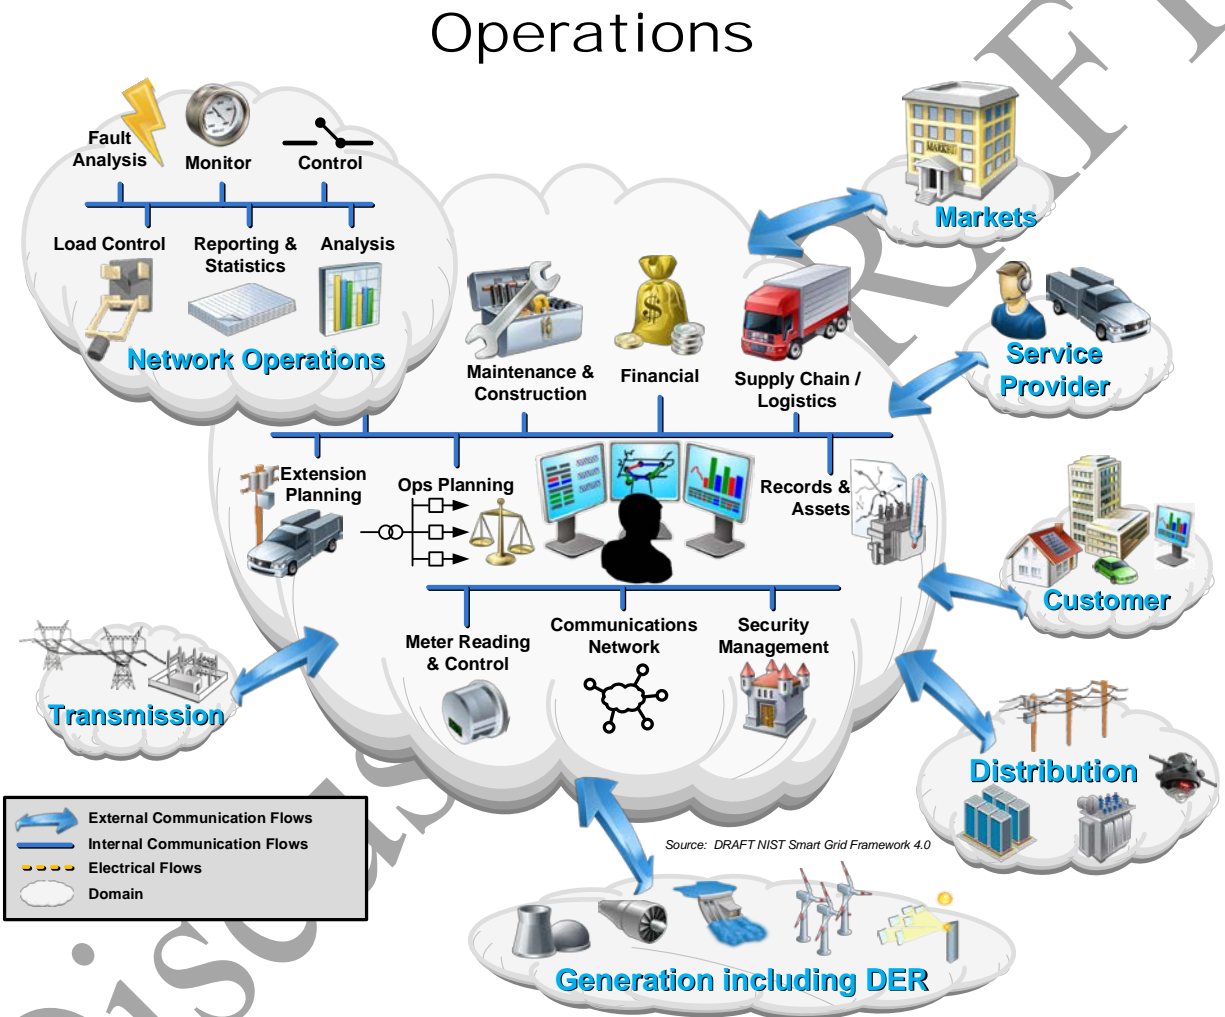 Operations
Fault
Analysis
Monitor
Control
Load Control
Reporting &
Statistics
Analysis
Network Operations
MARKET
Markets
Service
Provider
Maintenance &
Construction
Financial
$
Supply Chain /
Logistics
Extension
Planning
Ops Planning
Records &
Assets
Customer
Meter Reading
& Control
Communications
Network
Security
Management
Transmission
Distribution
External Communication Flows
Internal Communication Flows
Electrical Flows
Domain
Source: DRAFT NIST Smart Grid Framework 4.0
Generation including DER